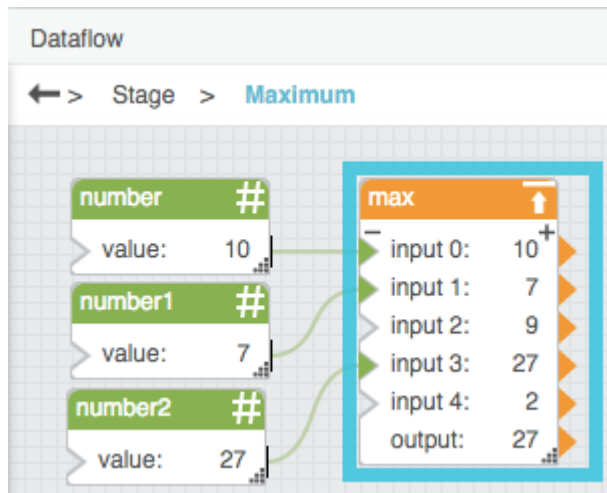 Dataflow
← > Stage > Maximum
number #
value: 10
number1 #
value: 7
number2 #
value: 27
max
− +
input 0: 10
input 1: 7
input 2: 9
input 3: 27
input 4: 2
output: 27